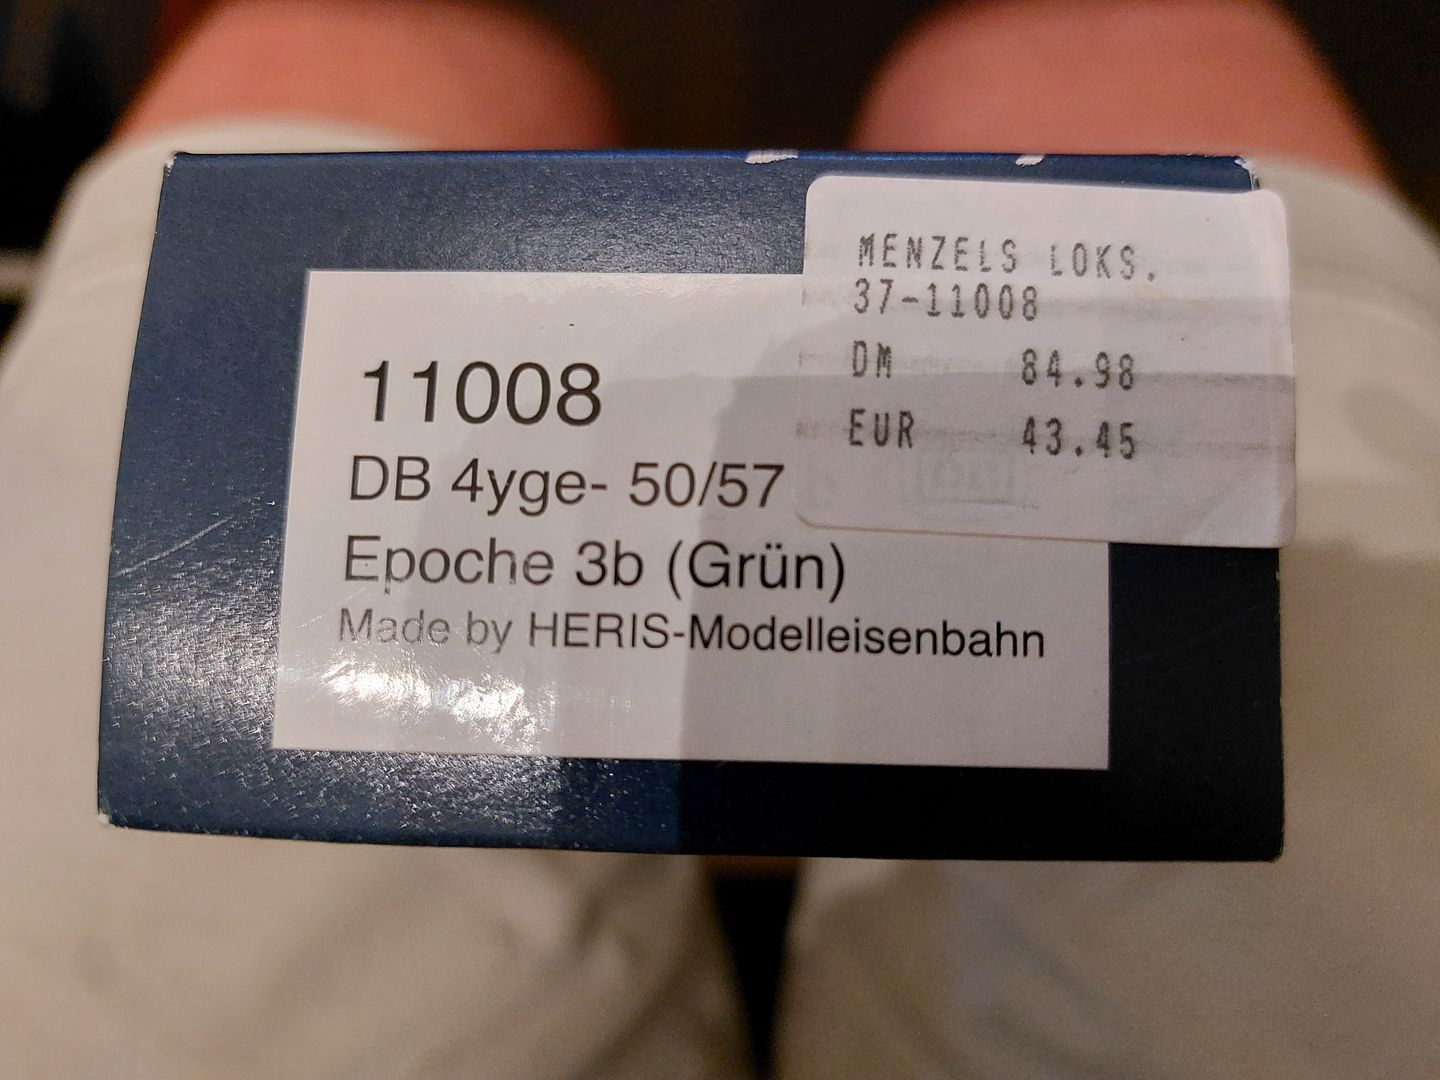 MENZELS LOKS.
37-11008
DM 84.98
EUR 43.45
11008
DB 4yge- 50/57
Epoche 3b (Grün)
Made by HERIS-Modelleisenbahn